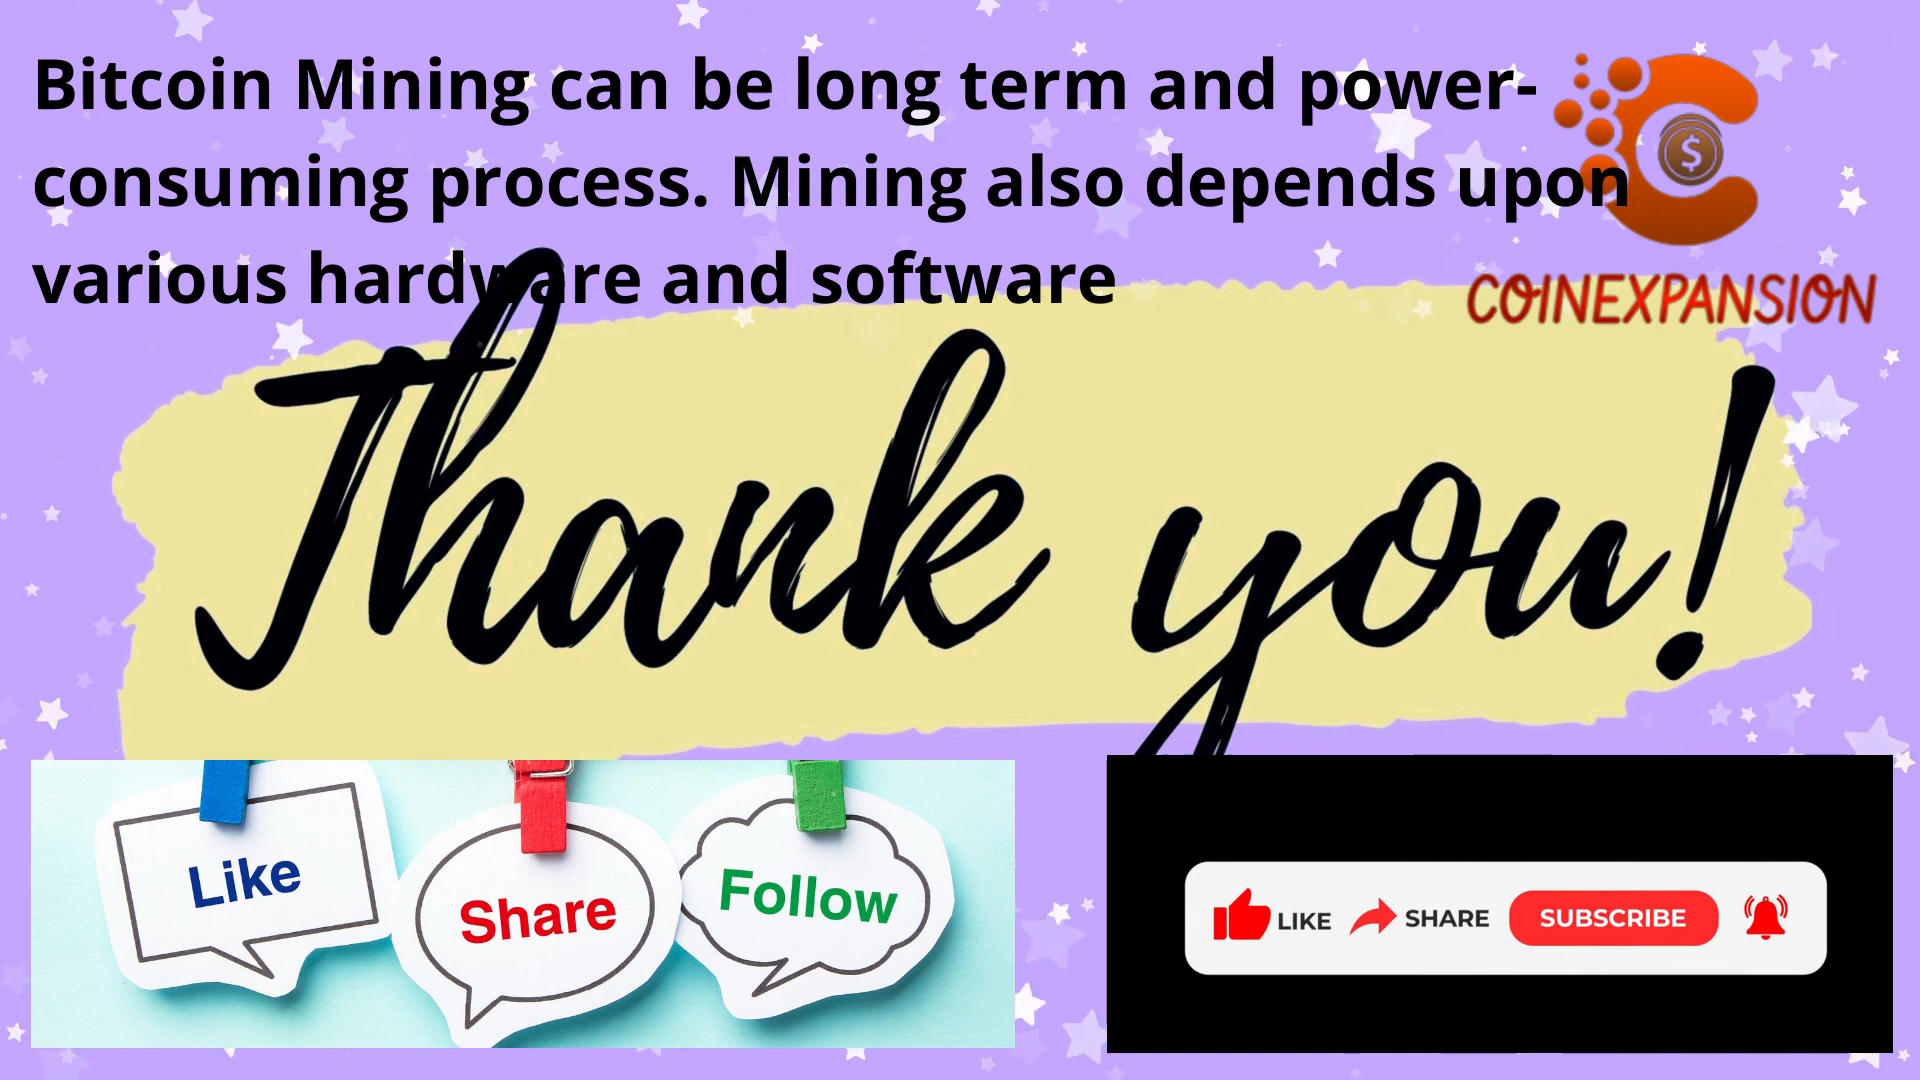 Bitcoin Mining can be long term and power-
consuming process. Mining also depends upon
various hardware and software
COINEXPANSION
Thank you!
Like
Share
Follow
LIKE SHARE SUBSCRIBE